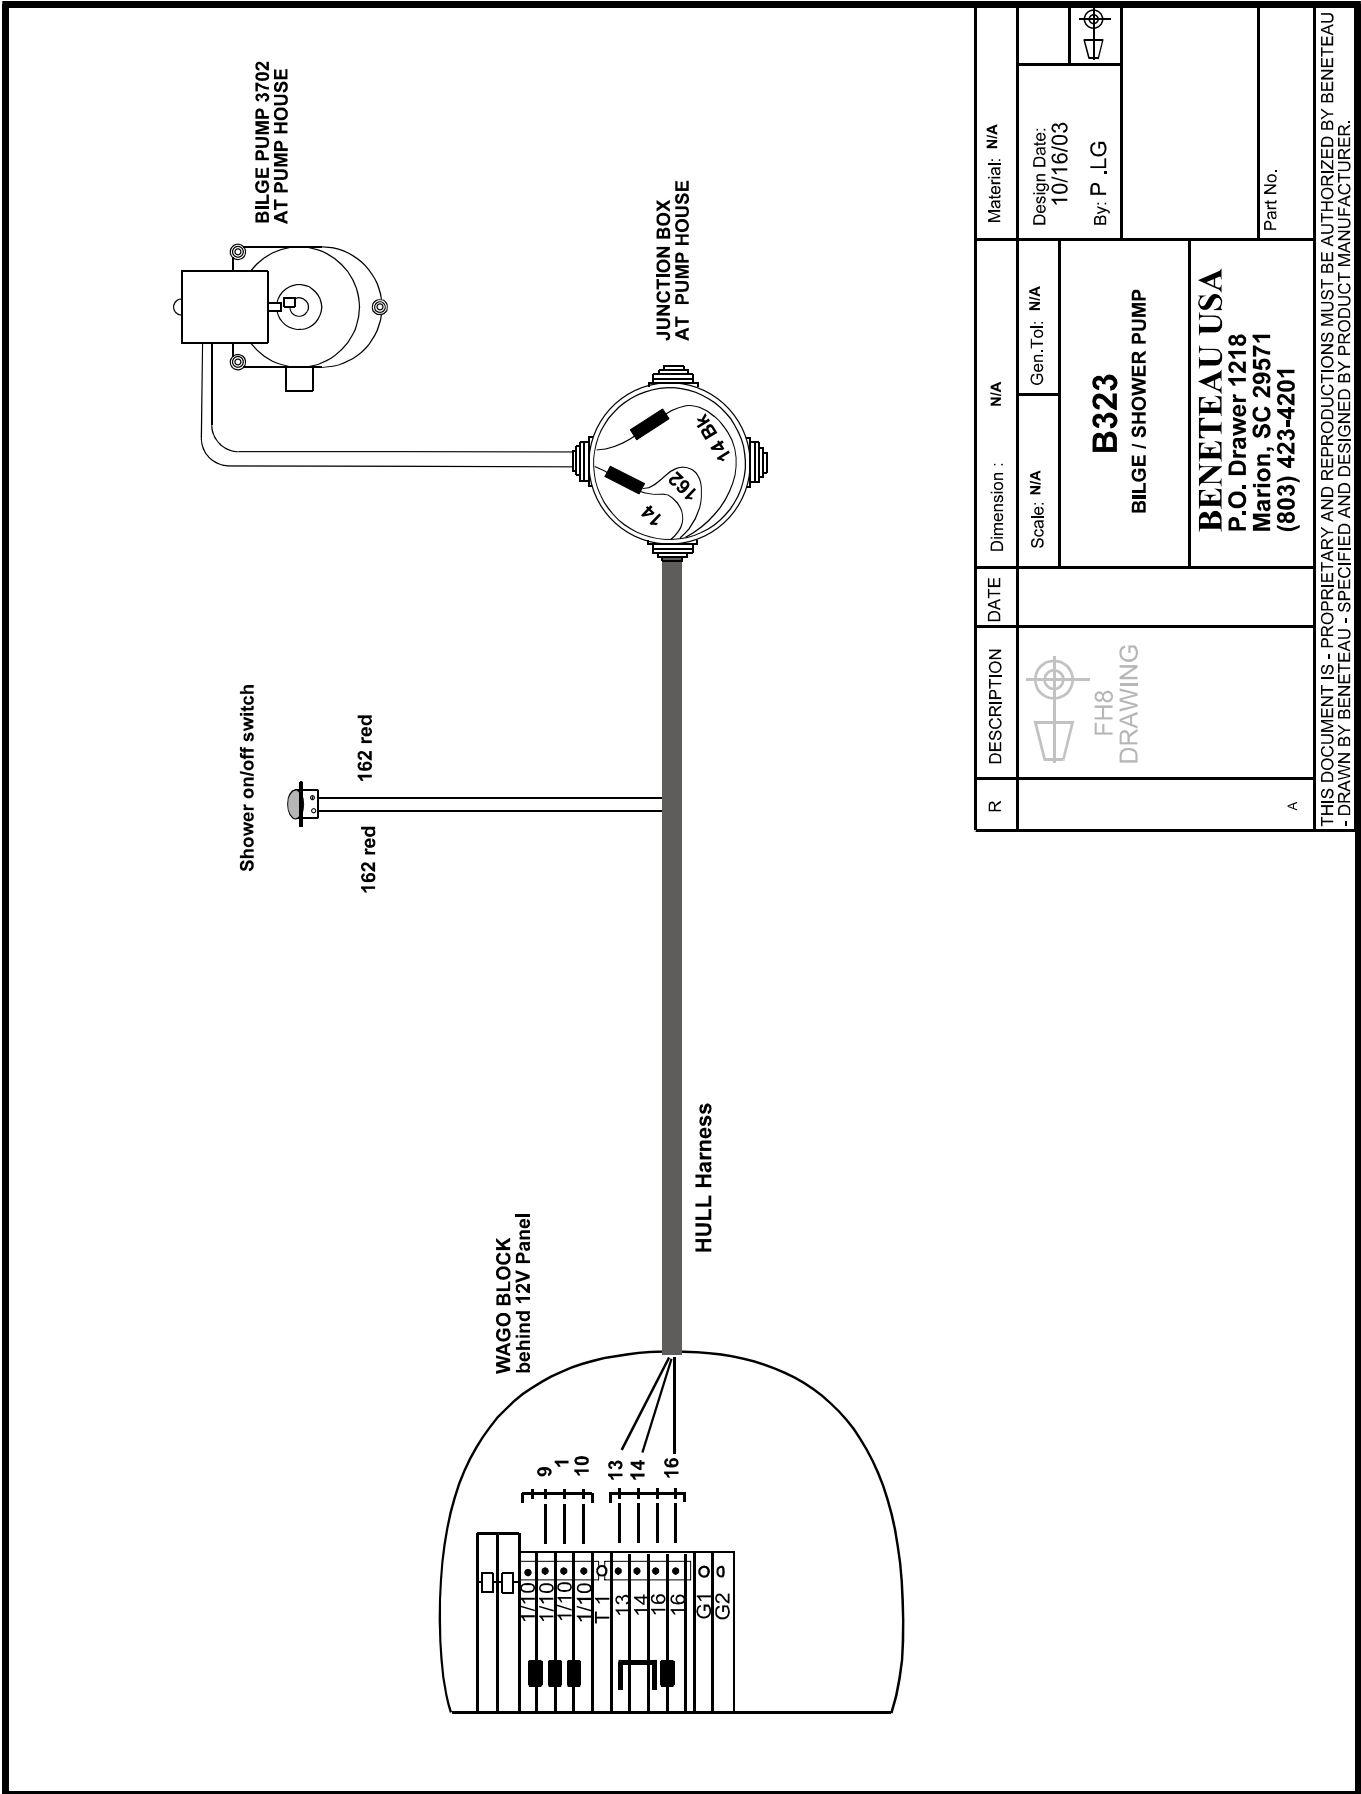 BILGE PUMP 3702
AT PUMP HOUSE
JUNCTION BOX
AT PUMP HOUSE
14 Bk
162
14
Shower on/off switch
162 red
162 red
HULL Harness
WAGO BLOCK
behind 12V Panel
9
1
10
13
14
16
1/10
1/10
1/10
1/10
T 1
13
14
16
16
G1
G2
R
DESCRIPTION
DATE
Dimension : N/A
Material: N/A
FH8
DRAWING
A
Scale: N/A
Gen.Tol: N/A
Design Date:
10/16/03
By: P .LG
B323
BILGE / SHOWER PUMP
BENETEAU USA
P.O. Drawer 1218
Marion, SC 29571
(803) 423-4201
Part No.
THIS DOCUMENT IS - PROPRIETARY AND REPRODUCTIONS MUST BE AUTHORIZED BY BENETEAU
- DRAWN BY BENETEAU - SPECIFIED AND DESIGNED BY PRODUCT MANUFACTURER.